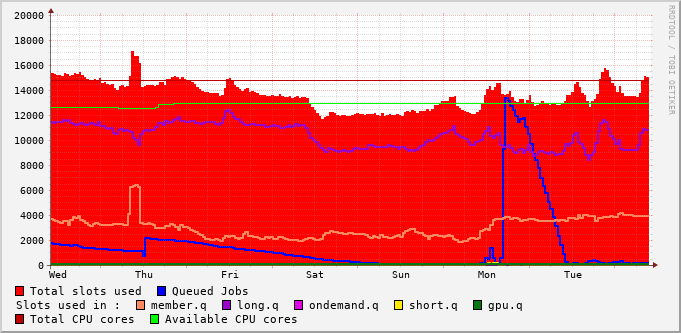 20000
18000
16000
14000
12000
10000
8000
6000
4000
2000
0
Wed Thu Fri Sat Sun Mon Tue
RRDTOOL / TOBI OETIKER
Total slots used Queued Jobs
Slots used in : member.q long.q ondemand.q short.q gpu.q
Total CPU cores Available CPU cores